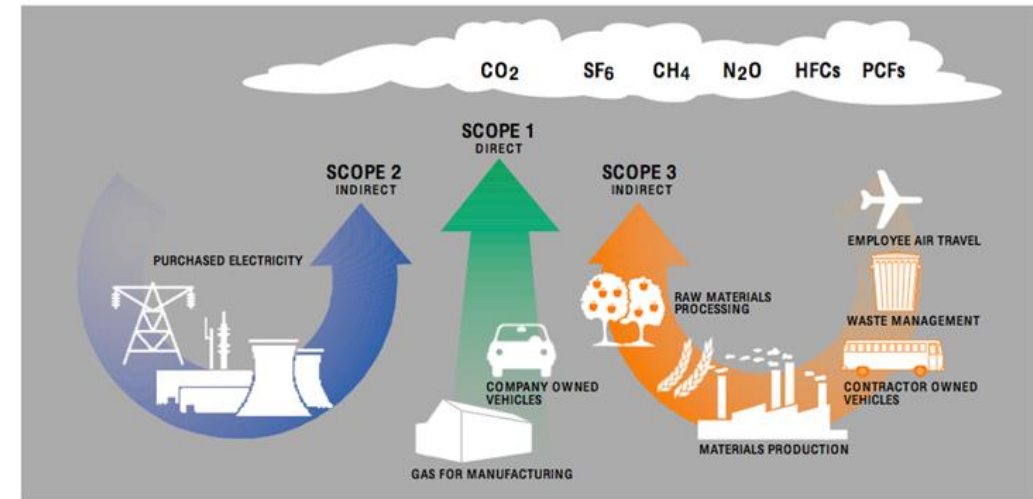 CO2 SF6 CH4 N2O HFCs PCFs
SCOPE 1
DIRECT
SCOPE 2
INDIRECT
SCOPE 3
INDIRECT
PURCHASED ELECTRICITY
COMPANY OWNED
VEHICLES
GAS FOR MANUFACTURING
RAW MATERIALS
PROCESSING
MATERIALS PRODUCTION
EMPLOYEE AIR TRAVEL
WASTE MANAGEMENT
CONTRACTOR OWNED
VEHICLES